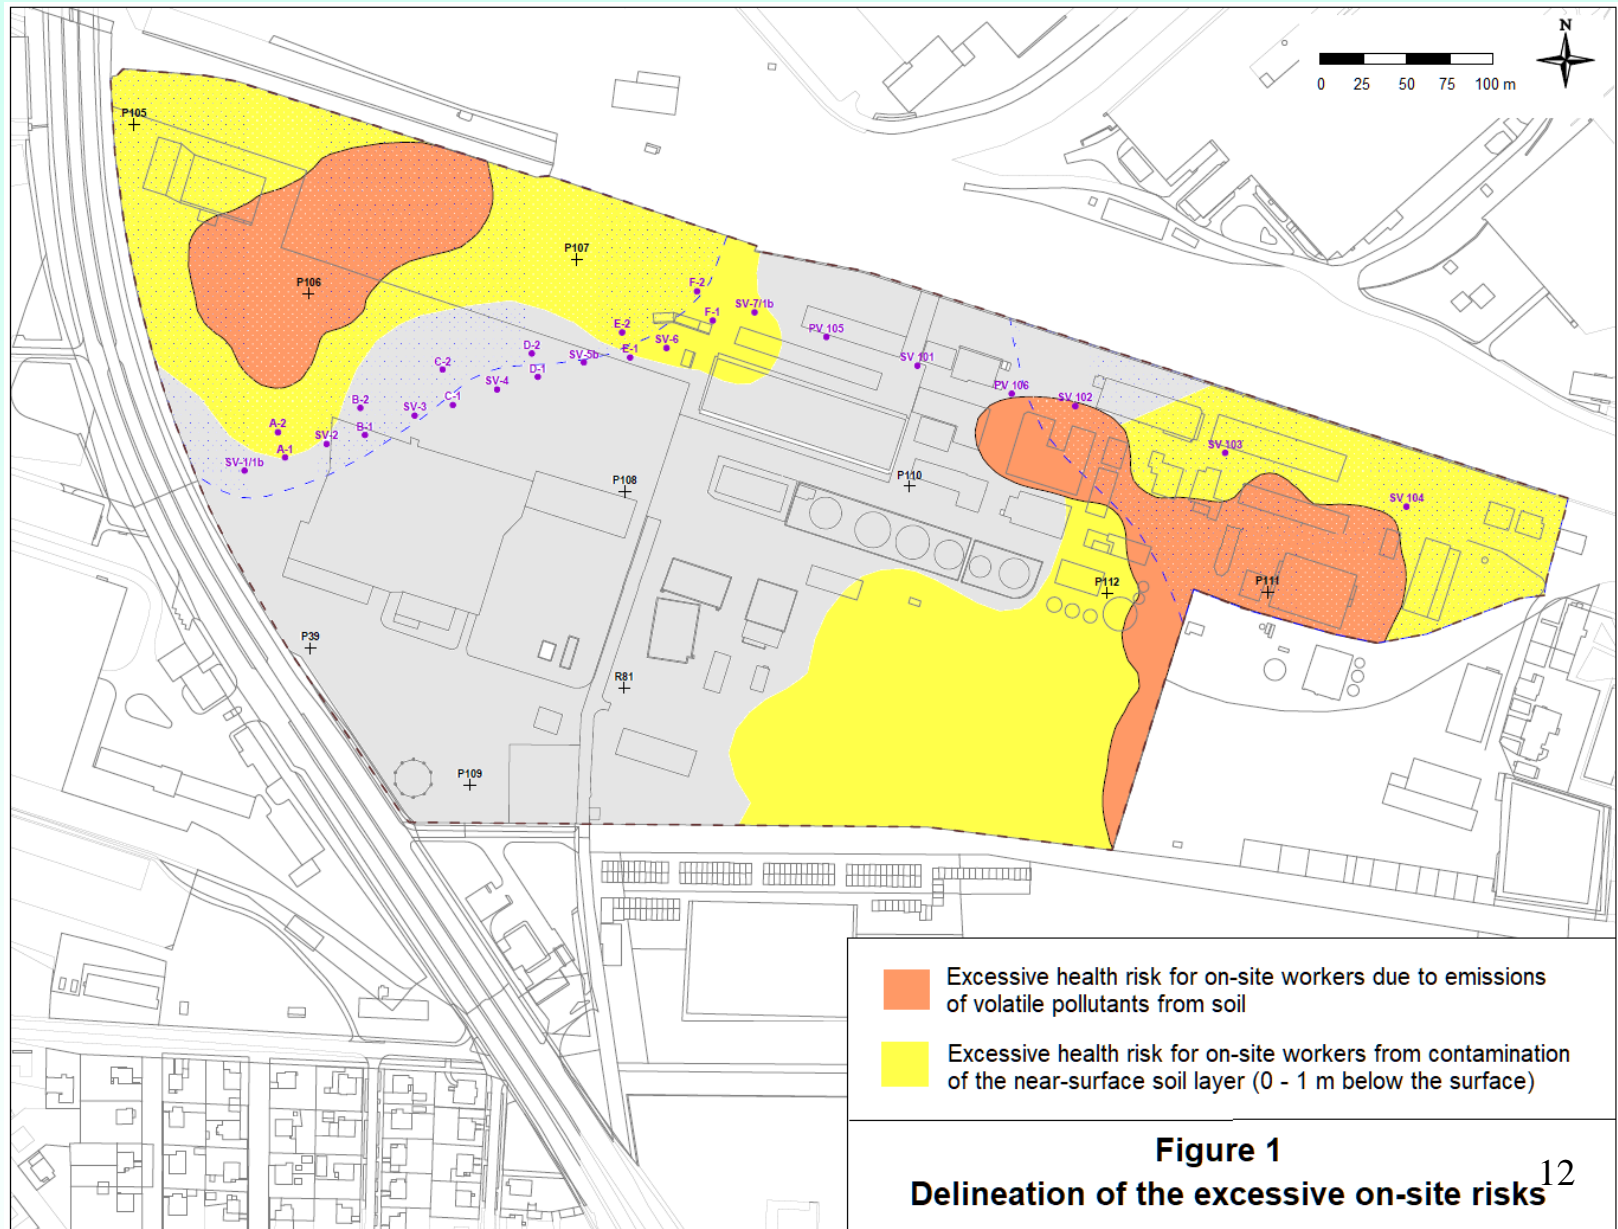 N
0 25 50 75 100 m
P105
P107
P106
F-2
SV-7/1b
F-1
E-2
PV 105
SV-6
D-2
SV-5b
E-1
SV 101
C-2
D-1
SV-4
PV 106
SV 102
B-2
C-1
SV-3
A-2
B-1
SV-2
SV 103
A-1
SV-1/1b
P110
P108
SV 104
P112
P111
P39
R81
P109
Excessive health risk for on-site workers due to emissions
of volatile pollutants from soil
Excessive health risk for on-site workers from contamination
of the near-surface soil layer (0 - 1 m below the surface)
Figure 1
Delineation of the excessive on-site risks
12